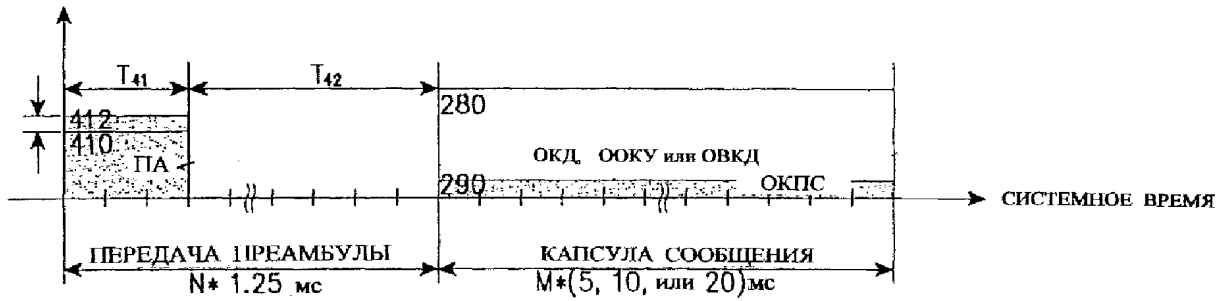 T41
T42
412
410
ПА
280
ОКД, ООКУ или ОВКД
290
ОКПС
СИСТЕМНОЕ ВРЕМЯ
ПЕРЕДАЧА ПРЕАМБУЛЫ
N* 1.25 мс
КАПСУЛА СООБЩЕНИЯ
M*(5, 10, или 20)мс